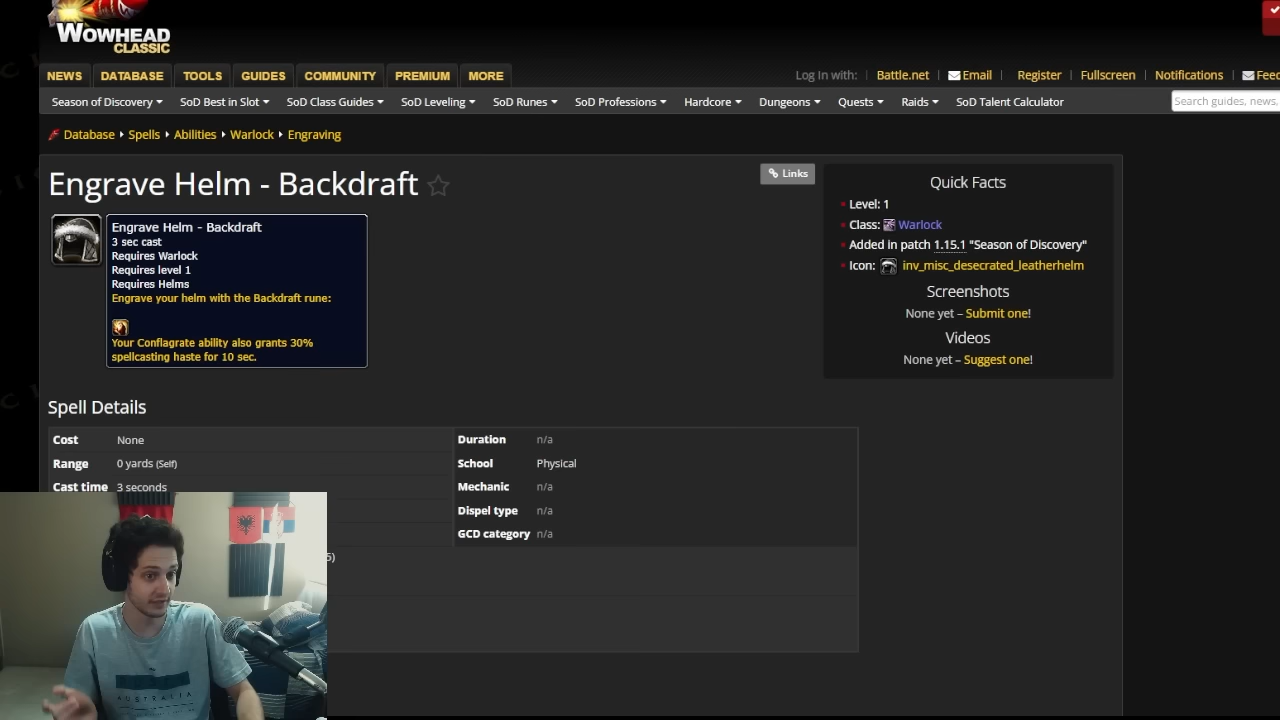 WOWHEAD
CLASSIC
NEWS DATABASE TOOLS GUIDES COMMUNITY PREMIUM MORE
Log in with: Battle.net Email Register Fullscreen Notifications Feed
Season of Discovery SoD Best in Slot SoD Class Guides SoD Leveling SoD Runes SoD Professions Hardcore Dungeons Quests Raids SoD Talent Calculator
Search guides, news,
Database Spells Abilities Warlock Engraving
Engrave Helm - Backdraft
Links
Engrave Helm - Backdraft
3 sec cast
Requires Warlock
Requires level 1
Requires Helms
Engrave your helm with the Backdraft rune:
Your Conflagrate ability also grants 30%
spellcasting haste for 10 sec.
Quick Facts
Level: 1
Class: Warlock
Added in patch 1.15.1 "Season of Discovery"
Icon: inv_misc_desecrated_leatherhelm
Screenshots
None yet – Submit one!
Videos
None yet – Suggest one!
Spell Details
Cost None Duration n/a
Range 0 yards (Self) School Physical
Cast time 3 seconds Mechanic n/a
Dispel type n/a
GCD category n/a
5)
AUSTRALIA